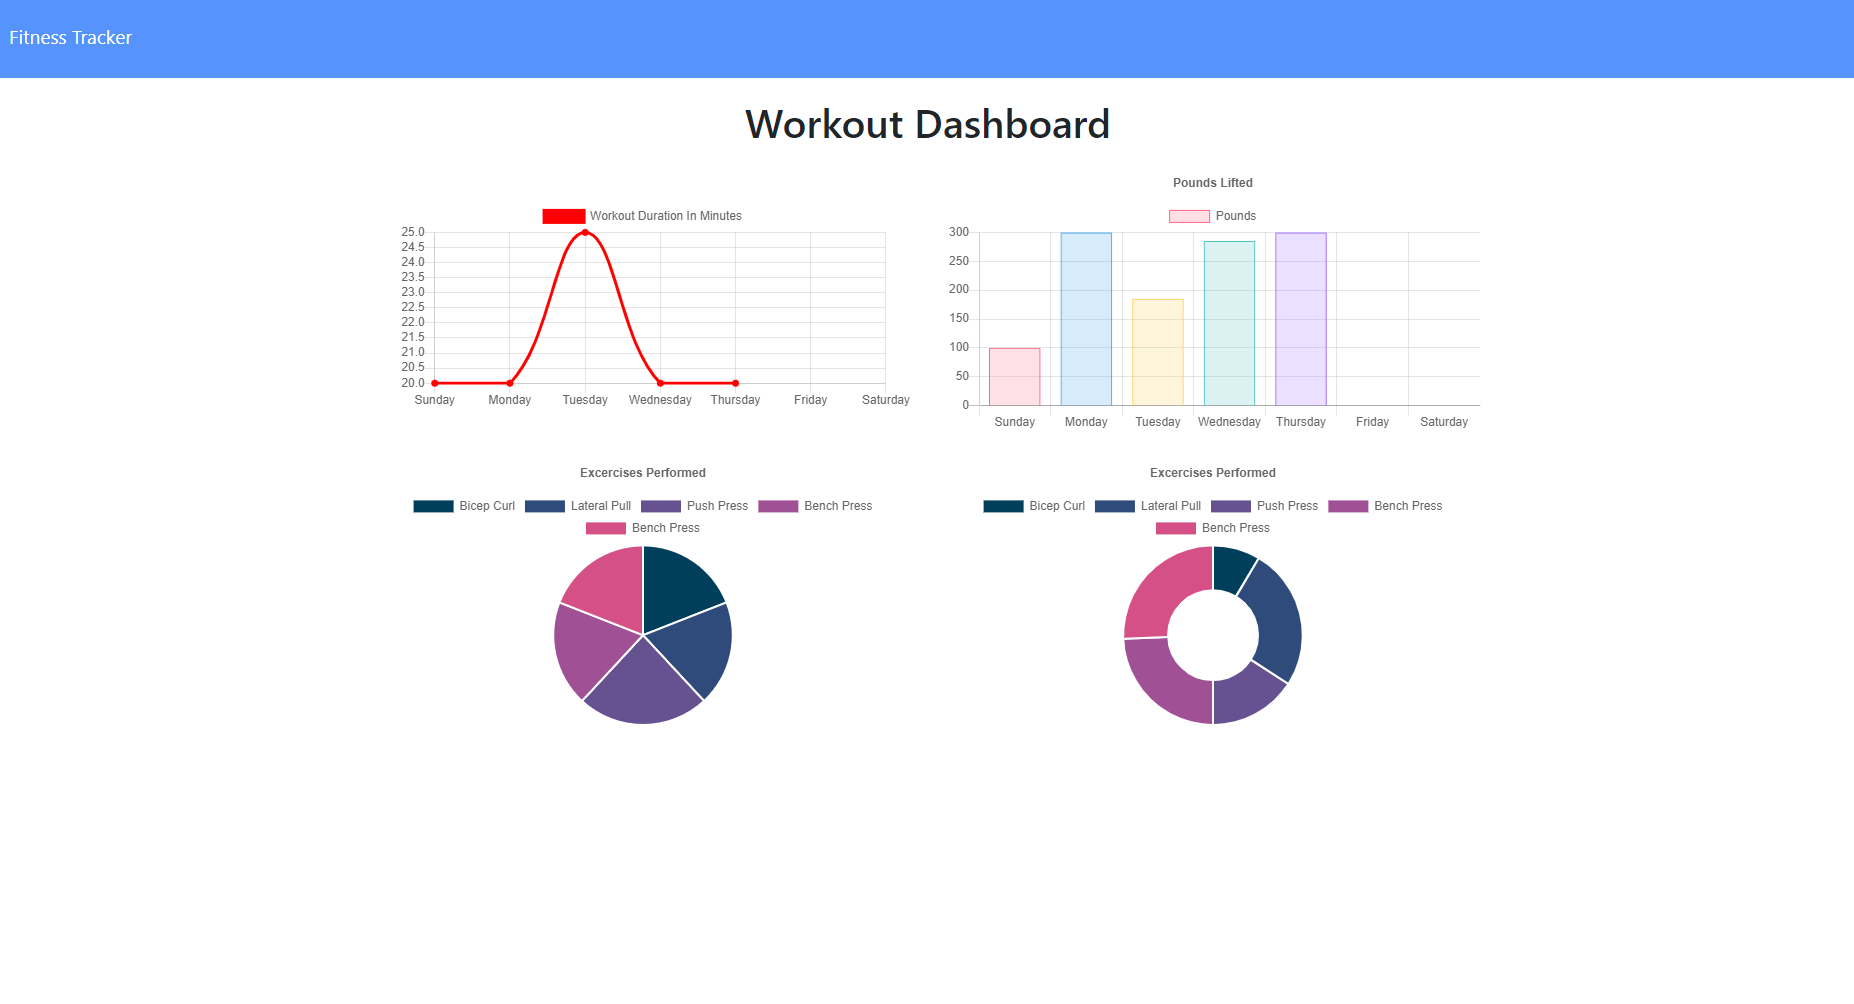 Fitness Tracker
Workout Dashboard
Workout Duration In Minutes
25.0
24.5
24.0
23.5
23.0
22.5
22.0
21.5
21.0
20.5
20.0
Sunday Monday Tuesday Wednesday Thursday Friday Saturday
Pounds Lifted
Pounds
300
250
200
150
100
50
0
Sunday Monday Tuesday Wednesday Thursday Friday Saturday
Excercises Performed
Bicep Curl Lateral Pull Push Press Bench Press
Bench Press
Excercises Performed
Bicep Curl Lateral Pull Push Press Bench Press
Bench Press